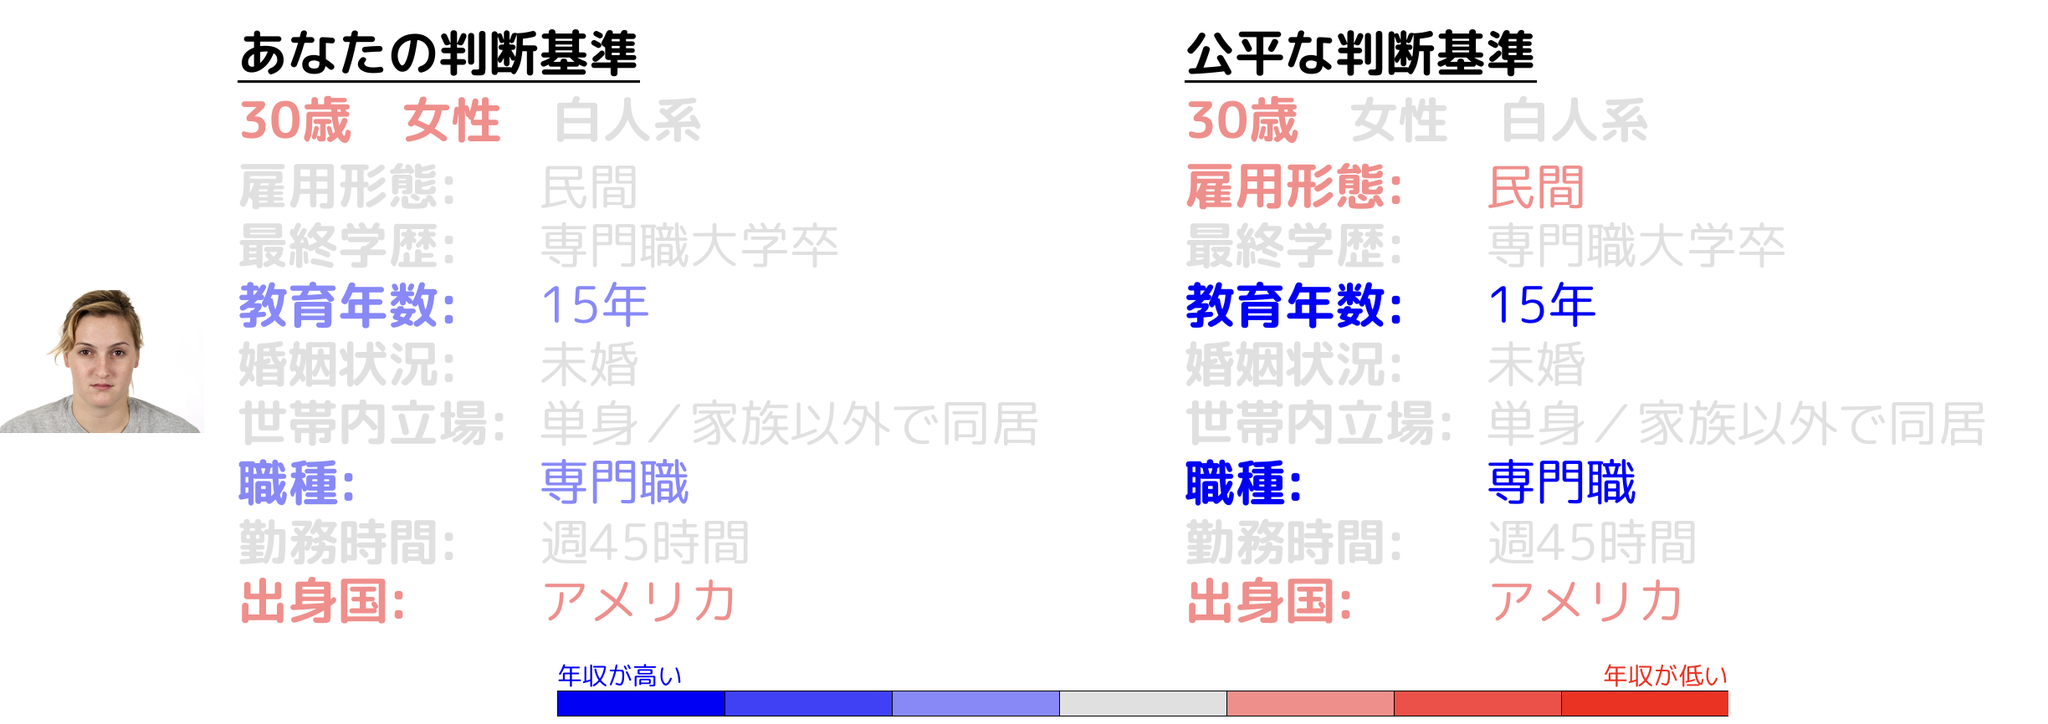 あなたの判断基準
30歳 女性 白人系
雇用形態: 民間
最終学歴: 専門職大学卒
教育年数: 15年
婚姻状況: 未婚
世帯内立場: 単身／家族以外で同居
職種: 専門職
勤務時間: 週45時間
出身国: アメリカ
公平な判断基準
30歳 女性 白人系
雇用形態: 民間
最終学歴: 専門職大学卒
教育年数: 15年
婚姻状況: 未婚
世帯内立場: 単身／家族以外で同居
職種: 専門職
勤務時間: 週45時間
出身国: アメリカ
年収が高い
年収が低い